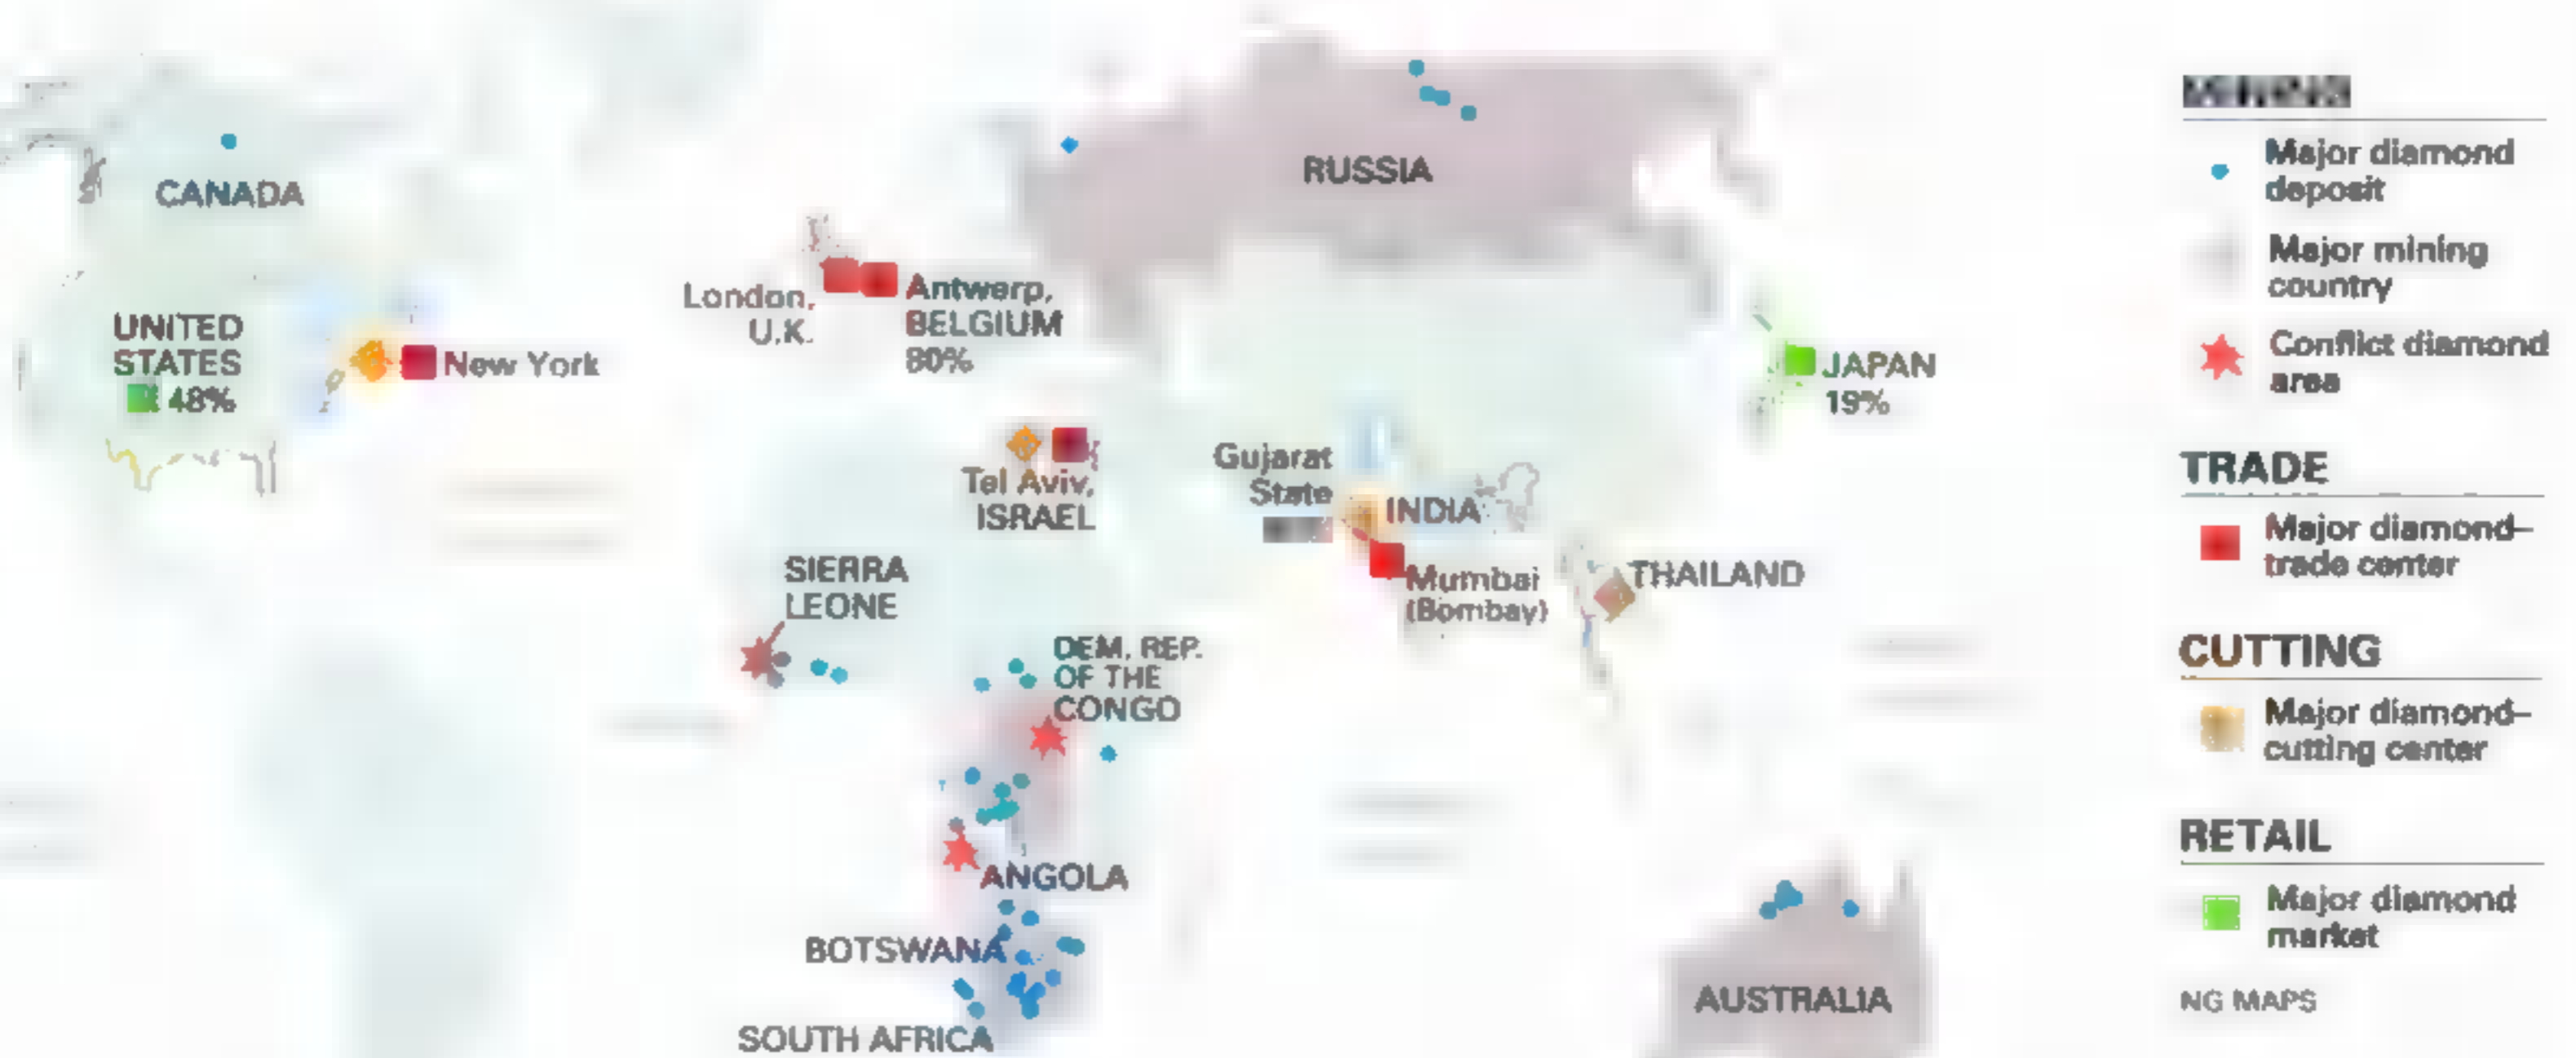 CANADA
UNITED
STATES
48%
New York
London,
U.K.
Antwerp,
BELGIUM
80%
RUSSIA
JAPAN
19%
Tel Aviv,
ISRAEL
Gujarat
State
INDIA
Mumbai
(Bombay)
THAILAND
SIERRA
LEONE
DEM. REP.
OF THE
CONGO
ANGOLA
BOTSWANA
SOUTH AFRICA
AUSTRALIA
Major diamond
deposit
Major mining
country
Conflict diamond
area
TRADE
Major diamond-
trade center
CUTTING
Major diamond-
cutting center
RETAIL
Major diamond
market
NG MAPS